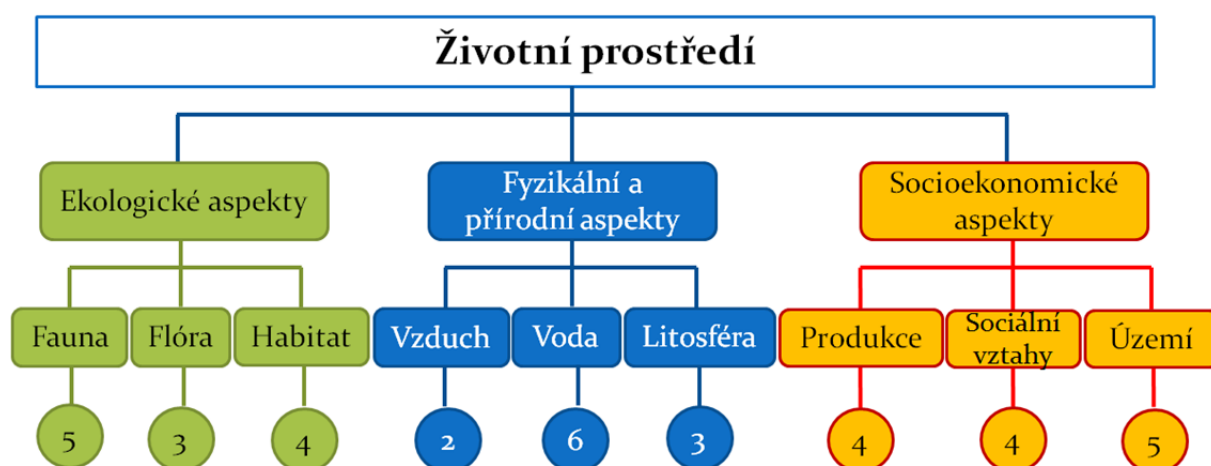 Životní prostředí
Ekologické aspekty
Fyzikální a
přírodní aspekty
Socioekonomické
aspekty
Fauna
Flóra
Habitat
Vzduch
Voda
Litosféra
Produkce
Sociální
vztahy
Území
5
3
4
2
6
3
4
4
5